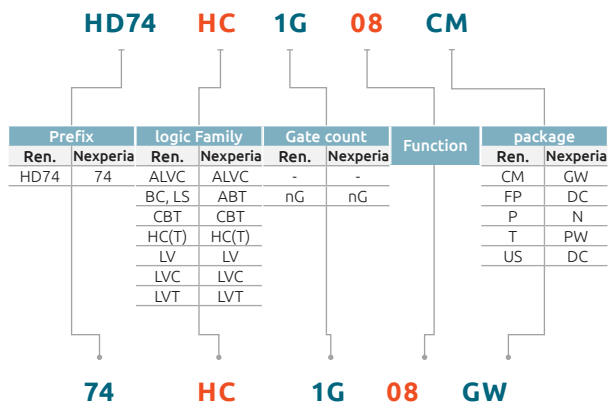 HD74 HC 1G 08 CM
Prefix logic Family Gate count Function package
Ren. Nexperia Ren. Nexperia Ren. Nexperia Ren. Nexperia
HD74 74 ALVC ALVC - - CM GW
BC, LS ABT nG nG FP DC
CBT CBT P N
HC(T) HC(T) T PW
LV LV US DC
LVC LVC
LVT LVT
74 HC 1G 08 GW